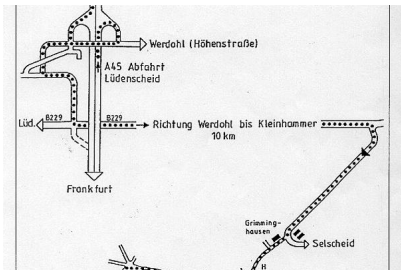 Werdohl (Höhenstraße)
A45 Abfahrt
Lüdenscheid
Lüd.
B229
B229
Richtung Werdohl bis Kleinhammer
10 km
Frankfurt
Grimming-
hausen
Selscheid
H